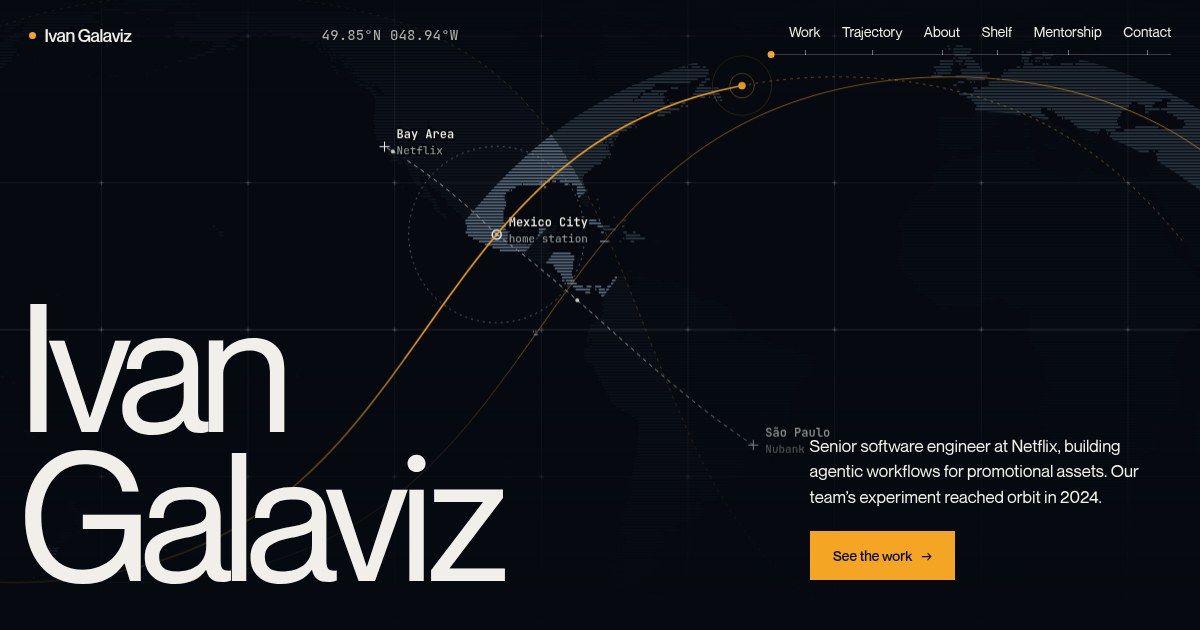 Ivan Galaviz
49.85°N 048.94°W
Work Trajectory About Shelf Mentorship Contact
Bay Area
Netflix
Mexico City
home station
Ivan
Galaviz
São Paulo
Nubank
Senior software engineer at Netflix, building
agentic workflows for promotional assets. Our
team's experiment reached orbit in 2024.
See the work →